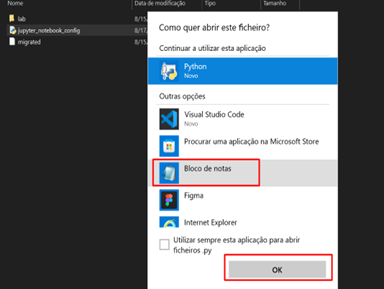 Nome Data de modificação Tipo Tamanho
lab 8/15,
jupyter_notebook_config 8/17,
migrated 8/15,
Como quer abrir este ficheiro?
Continuar a utilizar esta aplicação
Python
Novo
Outras opções
Visual Studio Code
Novo
Procurar uma aplicação na Microsoft Store
Bloco de notas
Figma
Internet Explorer
Utilizar sempre esta aplicação para abrir
ficheiros .py
OK